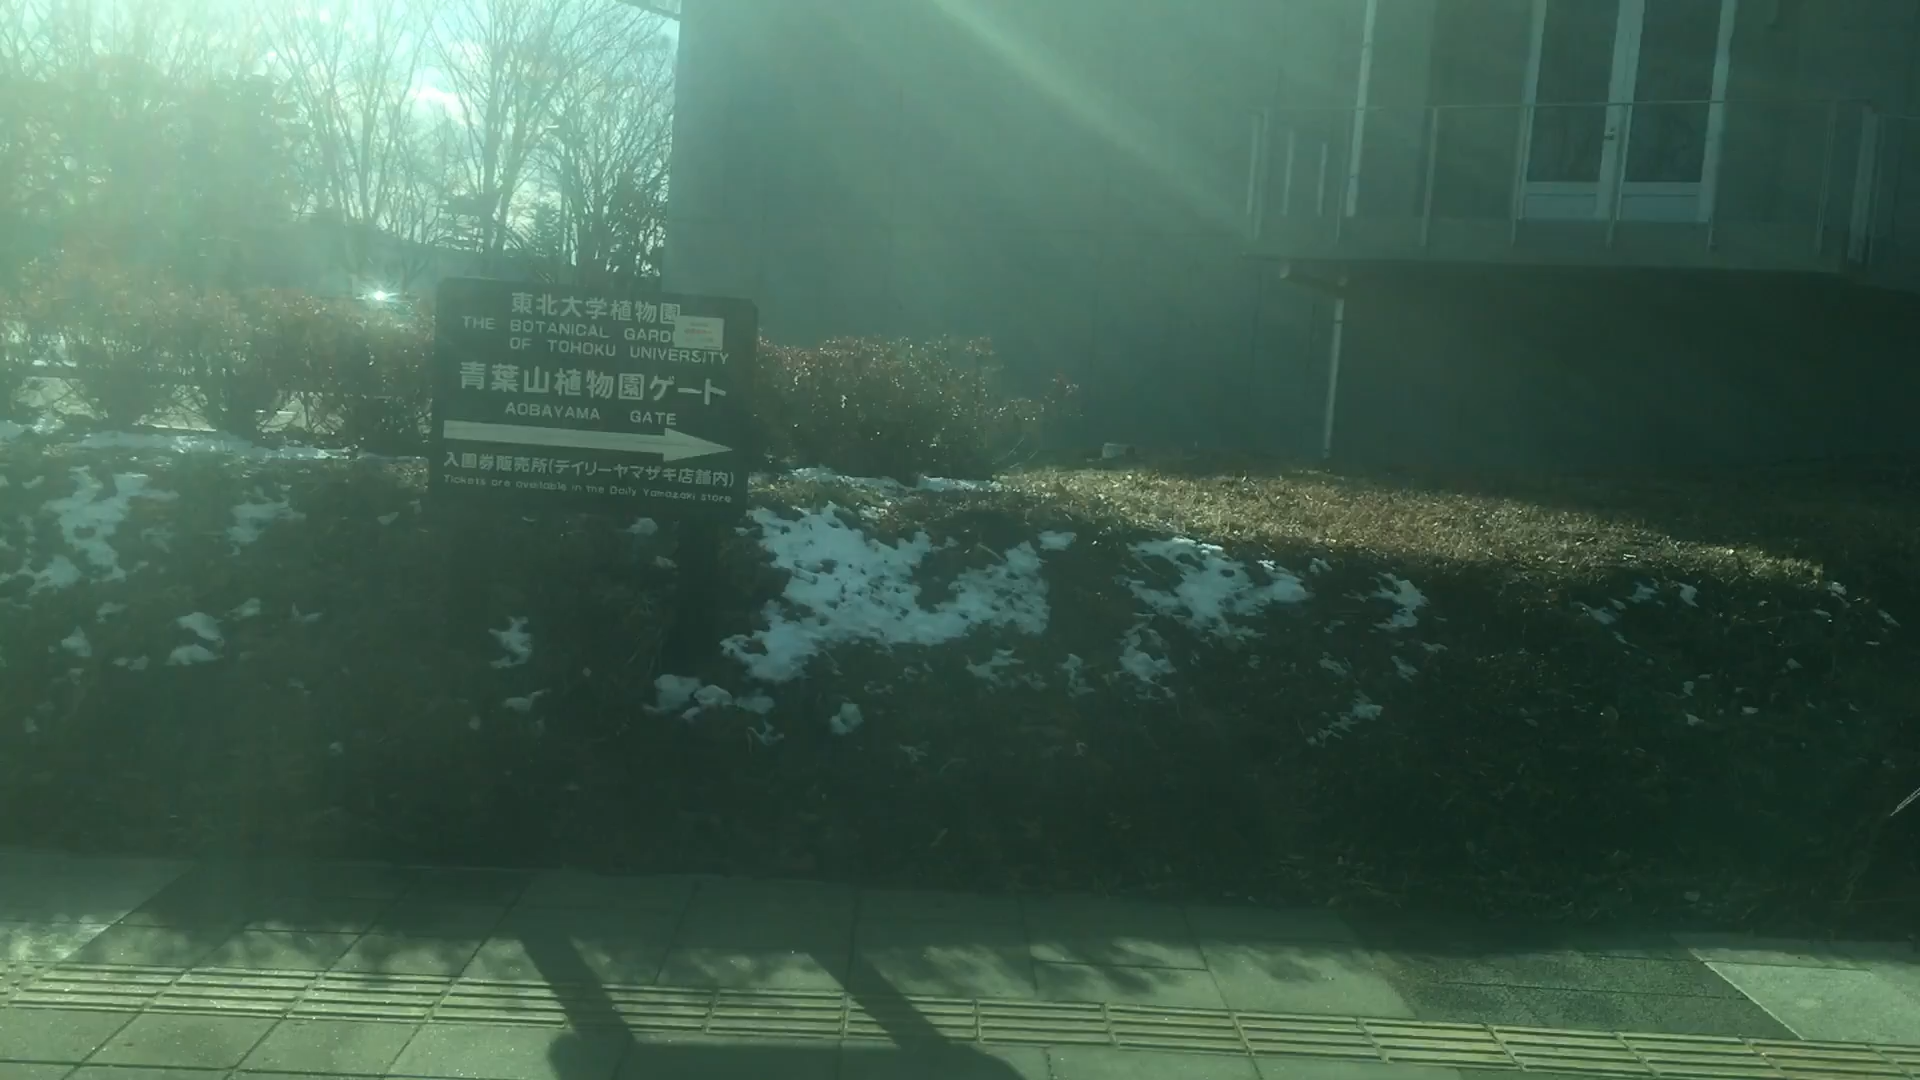 東北大学植物園
THE BOTANICAL
OF TOHOKU UNIVERSITY
青葉山植物園ゲート
AOBAYAMA GATE
入園券販売所(デイリーヤマザキ店舗内)
Tickets are available in the Daily Yamazaki store